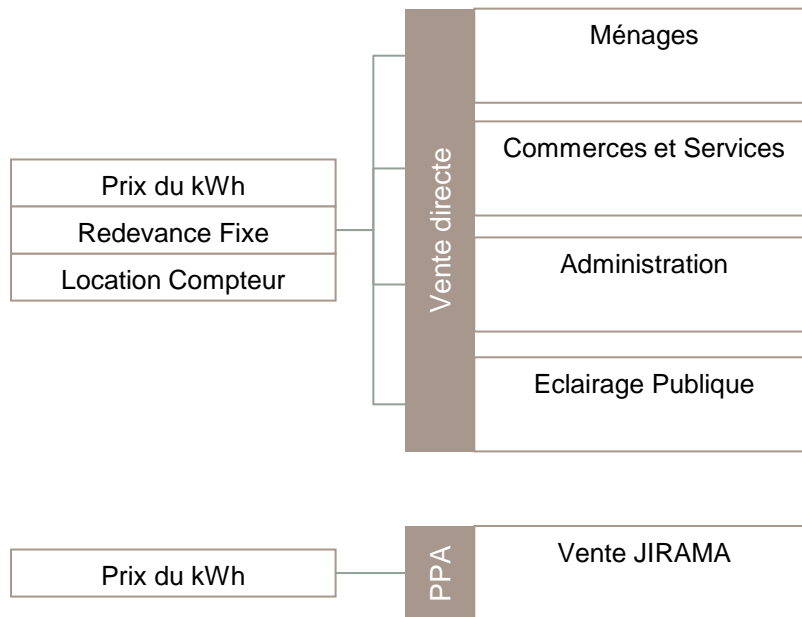 Prix du kWh
Redevance Fixe
Location Compteur
Vente directe
Ménages
Commerces et Services
Administration
Eclairage Publique
Prix du kWh
PPA
Vente JIRAMA